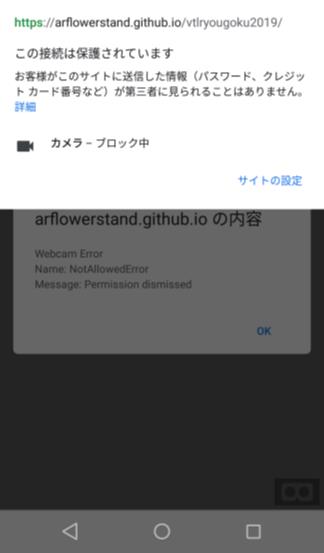 https://arflowerstand.github.io/vtlryougoku2019/
この接続は保護されています
お客様がこのサイトに送信した情報（パスワード、クレジッ
ト カード番号など）が第三者に見られることはありません。
詳細
カメラ – ブロック中
サイトの設定
arflowerstand.github.io の内容
Webcam Error
Name: NotAllowedError
Message: Permission dismissed
OK